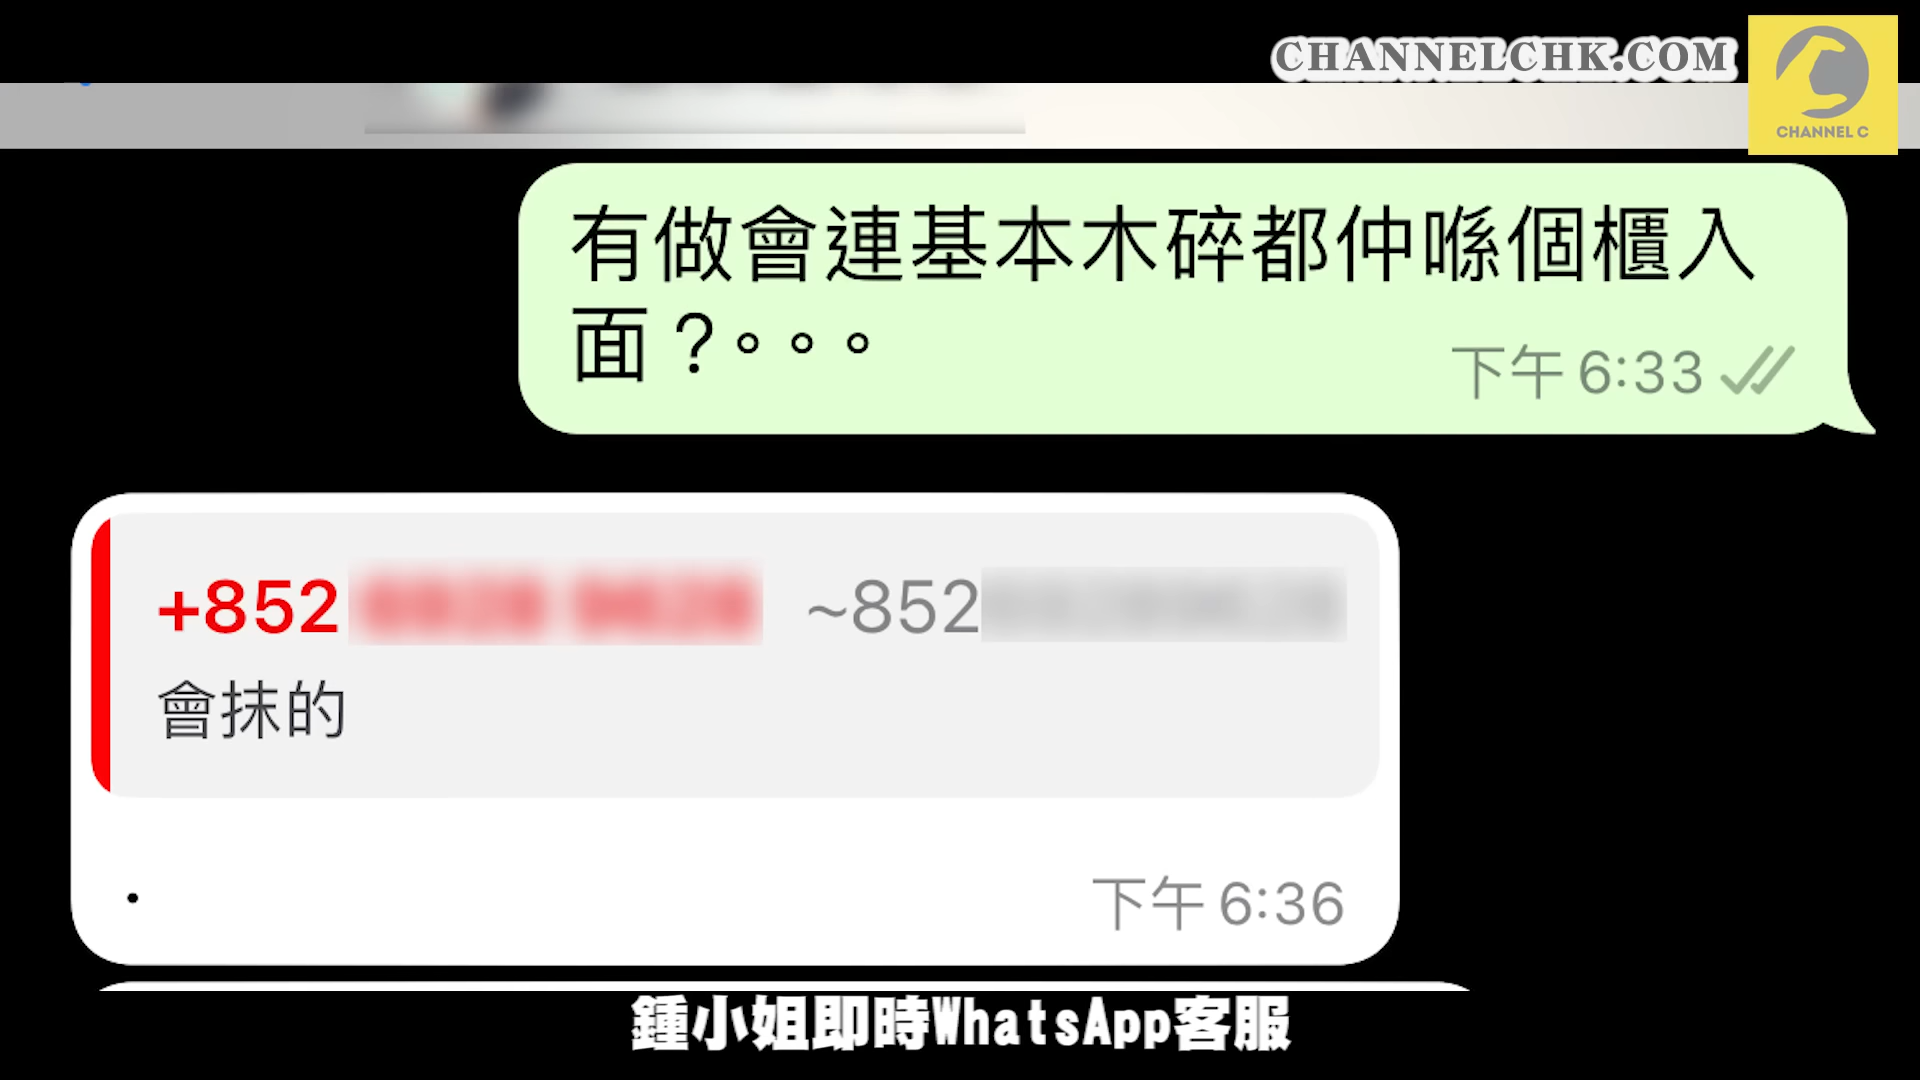 CHANNELCHK.COM
CHANNEL C
有做會連基本木碎都仲喺個櫃入
面？。。。
下午 6:33
+852 ~852
會抹的
.
下午 6:36
鍾小姐即時WhatsApp客服